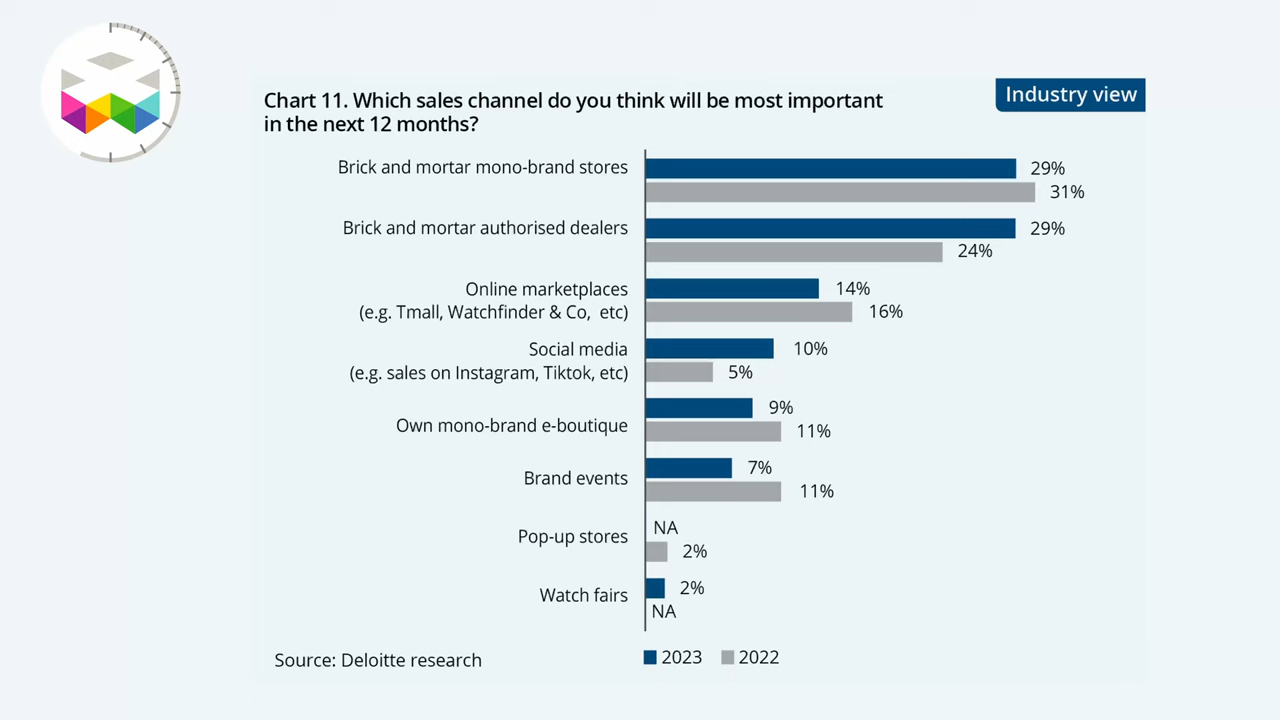 Chart 11. Which sales channel do you think will be most important
in the next 12 months?
Industry view
Brick and mortar mono-brand stores
29%
31%
Brick and mortar authorised dealers
29%
24%
Online marketplaces
(e.g. Tmall, Watchfinder & Co,  etc)
14%
16%
Social media
(e.g. sales on Instagram, Tiktok, etc)
10%
5%
Own mono-brand e-boutique
9%
11%
Brand events
7%
11%
Pop-up stores
NA
2%
Watch fairs
2%
NA
Source: Deloitte research
2023
2022